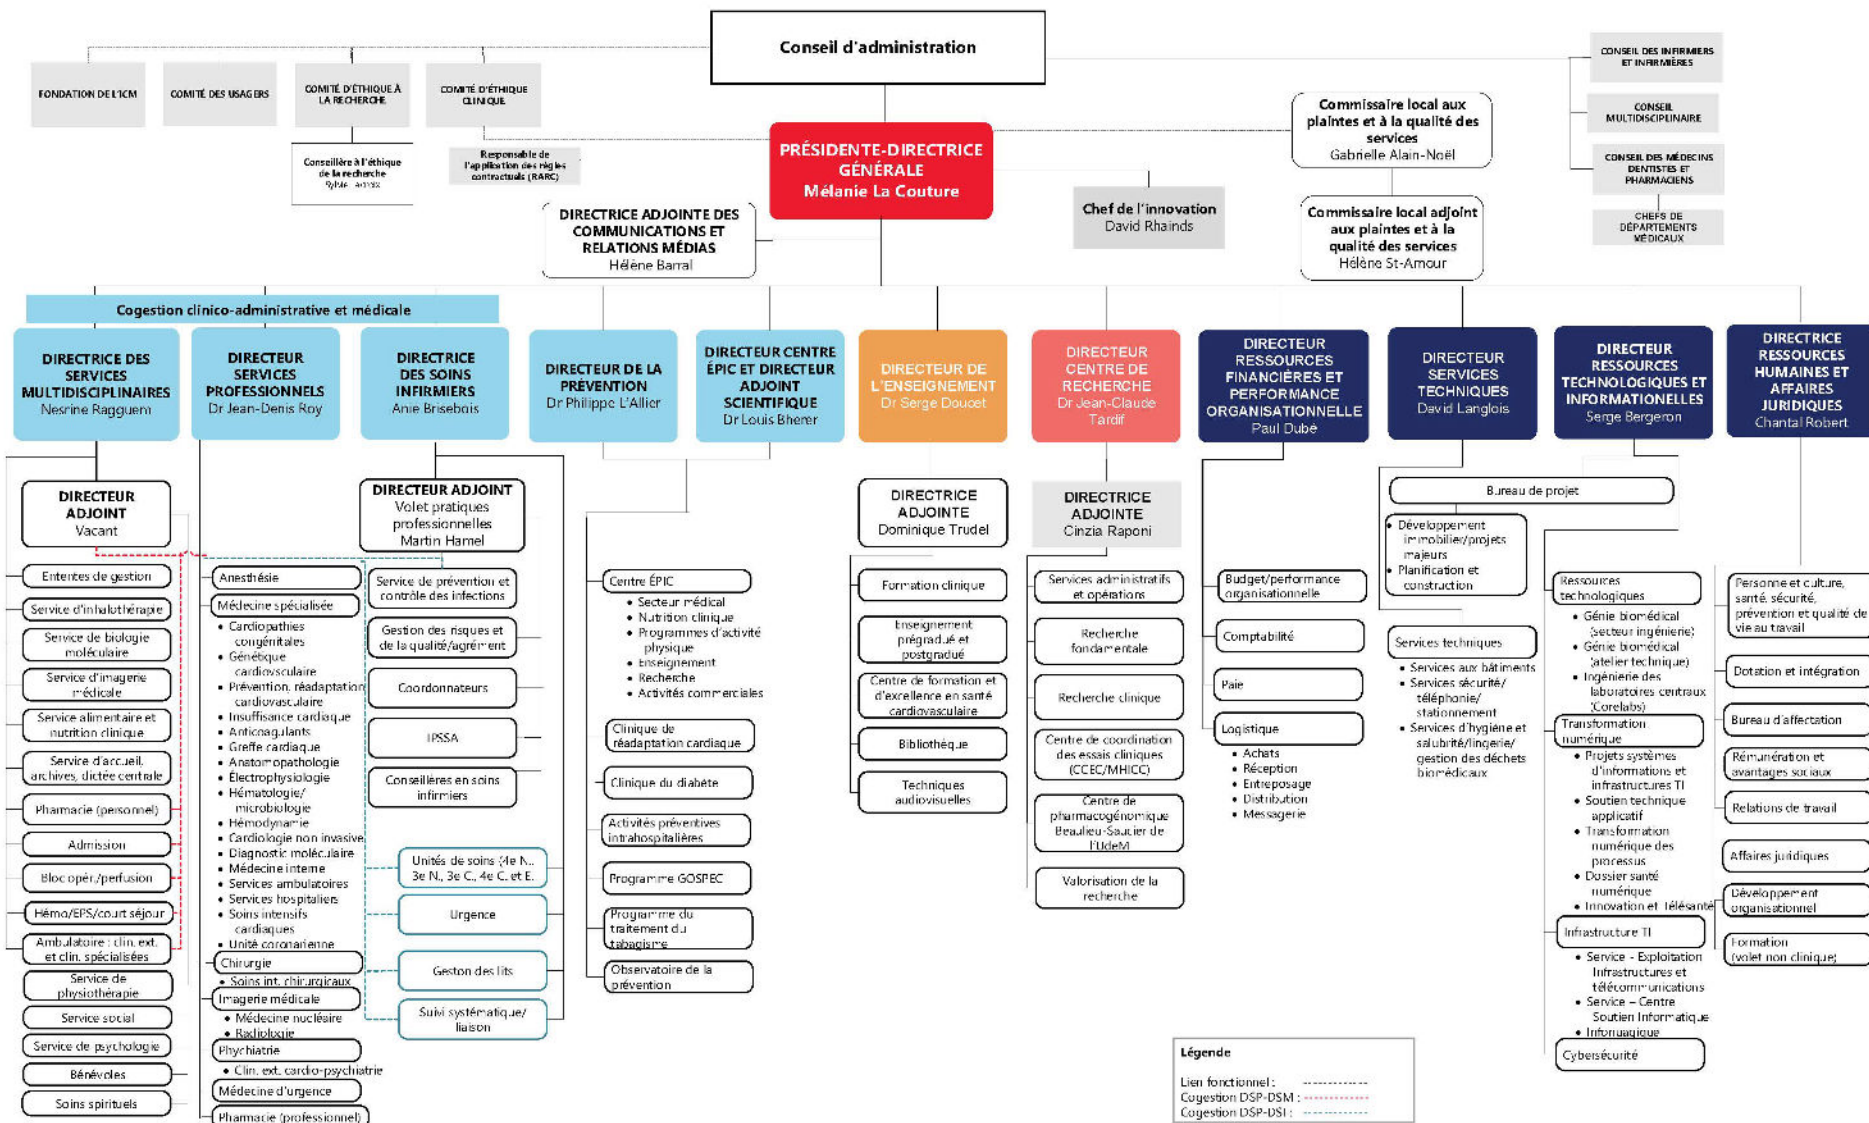 Conseil d'administration
FONDATION DE L'ICM
COMITÉ DES USAGERS
COMITÉ D'ÉTHIQUE À
LA RECHERCHE
COMITÉ D'ÉTHIQUE
CLINIQUE
Conseillère à l'éthique
de la recherche
Sylvie
Responsable de
l'application des règles
contractuels (RARC)
PRÉSIDENTE-DIRECTRICE
GÉNÉRALE
Mélanie La Couture
Commissaire local aux
plaintes et à la qualité des
services
Gabrielle Alain-Noël
Commissaire local adjoint
aux plaintes et à la
qualité des services
Hélène St-Amour
CONSEIL DES INFIRMIERS
ET INFIRMIÈRES
CONSEIL
MULTIDISCIPLINAIRE
CONSEIL DES MÉDECINS
DENTISTES ET
PHARMACIENS
CHEFS DE
DÉPARTEMENTS
MÉDICAUX
DIRECTRICE ADJOINTE DES
COMMUNICATIONS ET
RELATIONS MÉDIAS
Hélène Barral
Chef de l'innovation
David Rhainds
Cogestion clinico-administrative et médicale
DIRECTRICE DES
SERVICES
MULTIDISCIPLINAIRES
Nesrine Ragguem
DIRECTEUR
SERVICES
PROFESSIONNELS
Dr Jean-Denis Roy
DIRECTRICE
DES SOINS
INFIRMIERS
Anie Brisebois
DIRECTEUR DE LA
PRÉVENTION
Dr Philippe L'Allier
DIRECTEUR CENTRE
ÉPIC ET DIRECTEUR
ADJOINT
SCIENTIFIQUE
Dr Louis Bherer
DIRECTEUR DE
L'ENSEIGNEMENT
Dr Serge Doucet
DIRECTEUR
CENTRE DE
RECHERCHE
Dr Jean-Claude
Tardif
DIRECTEUR
RESSOURCES
FINANCIÈRES ET
PERFORMANCE
ORGANISATIONNELLE
Paul Dubé
DIRECTEUR
SERVICES
TECHNIQUES
David Langlois
DIRECTEUR
RESSOURCES
TECHNOLOGIQUES ET
INFORMATIONELLES
Serge Bergeron
DIRECTRICE
RESSOURCES
HUMAINES ET
AFFAIRES
JURIDIQUES
Chantal Robert
DIRECTEUR
ADJOINT
Vacant
Ententes de gestion
Service d'inhalothérapie
Service de biologie
moléculaire
Service d'imagerie
médicale
Service alimentaire et
nutrition clinique
Service d'accueil,
archives, dictée centrale
Pharmacie (personnel)
Admission
Bloc opér./perfusion
Hémo/EPS/court séjour
Ambulatoire : clin. ext.
et clin. spécialisées
Service de
physiothérapie
Service social
Service de psychologie
Bénévoles
Soins spirituels
Anesthésie
Médecine spécialisée
• Cardiopathies
congénitales
• Génétique
cardiovsculaire
• Prévention, réadaptation
cardiovasculaire
• Insuffisance cardiaque
• Anticoagulants
• Greffe cardiaque
• Anatomopathologie
• Électrophysiologie
• Hématologie/
microbiologie
• Hémodynamie
• Cardiologie non invasive
• Diagnostic moléculaire
• Médecine interne
• Services ambulatoires
• Services hospitaliers
• Soins intensifs
cardiaques
• Unité coronarienne
Chirurgie
• Soins int. chirurgicaux
Imagerie médicale
• Médecine nucléaire
• Radiologie
Phychiatrie
• Clin. ext. cardio-psychiatrie
Médecine d'urgence
Pharmacie (professionnel)
DIRECTEUR ADJOINT
Volet pratiques
professionnelles
Martin Hamel
Service de prévention et
contrôle des infections
Gestion des risques et
de la qualité/agrément
Coordonnateurs
IPSSA
Conseillères en soins
infirmiers
Unités de soins (4e N.,
3e N., 3e C., 4e C. et E.
Urgence
Geston des lits
Suivi systématique/
liaison
Centre ÉPIC
• Secteur médical
• Nutrition clinique
• Programmes d'activité
physique
• Enseignement
• Recherche
• Activités commerciales
Clinique de
réadaptation cardiaque
Clinique du diabète
Activités préventives
intrahospitalières
Programme GOSPEC
Programme du
traitement du
tabagisme
Observatoire de la
prévention
DIRECTRICE
ADJOINTE
Dominique Trudel
Formation clinique
Enseignement
prégradué et
postgradué
Centre de formation et
d'excellence en santé
cardiovasculaire
Bibliothèque
Techniques
audiovisuelles
DIRECTRICE
ADJOINTE
Cinzia Raponi
Services administratifs
et opérations
Recherche
fondamentale
Recherche clinique
Centre de coordination
des essais cliniques
(CCEC/MHICC)
Centre de
pharmacogénomique
Beaulieu-Saucier de
l'UdeM
Valorisation de la
recherche
Budget/performance
organisationnelle
Comptabilité
Paie
Logistique
• Achats
• Réception
• Entreposage
• Distribution
• Messagerie
Bureau de projet
• Développement
immobilier/projets
majeurs
• Planification et
construction
Services techniques
• Services aux bâtiments
• Services sécurité/
téléphonie/
stationnement
• Services d'hygiène et
salubrité/lingerie/
gestion des déchets
biomédicaux
Ressources
technologiques
• Génie biomédical
(secteur ingénierie)
• Génie biomédical
(atelier technique)
• Ingénierie des
laboratoires centraux
(Corelabs)
Transformation
numérique
• Projets systèmes
d'informations et
infrastructures TI
• Soutien technique
applicatif
• Transformation
numérique des
processus
• Dossier santé
numérique
• Innovation et Télésanté
Infrastructure TI
• Service - Exploitation
Infrastructures et
télécommunications
• Service – Centre
Soutien Informatique
• Infonuagique
Cybersécurité
Personne et culture,
santé, sécurité,
prévention et qualité de
vie au travail
Dotation et intégration
Bureau d'affectation
Rémunération et
avantages sociaux
Relations de travail
Affaires juridiques
Développement
organisationnel
Formation
(volet non clinique)
Légende
Lien fonctionnel :
Cogestion DSP-DSM :
Cogestion DSP-DSI :